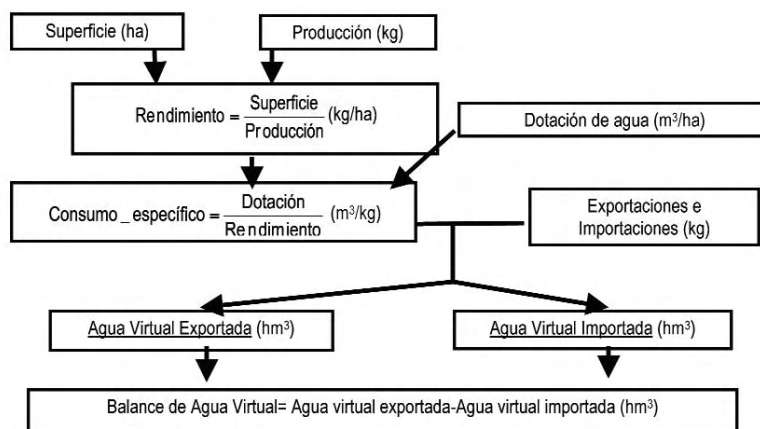 Superficie (ha)
Producción (kg)
Rendimiento = Superficie / Producción (kg/ha)
Dotación de agua (m³/ha)
Consumo _ específico = Dotación / Rendimiento (m³/kg)
Exportaciones e
Importaciones (kg)
Agua Virtual Exportada (hm³)
Agua Virtual Importada (hm³)
Balance de Agua Virtual= Agua virtual exportada-Agua virtual importada (hm³)